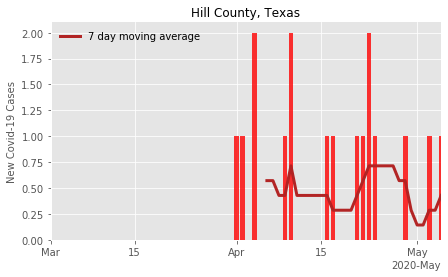 Hill County, Texas
7 day moving average
New Covid-19 Cases
2.00
1.75
1.50
1.25
1.00
0.75
0.50
0.25
0.00
Mar
15
Apr
15
May
2020-May